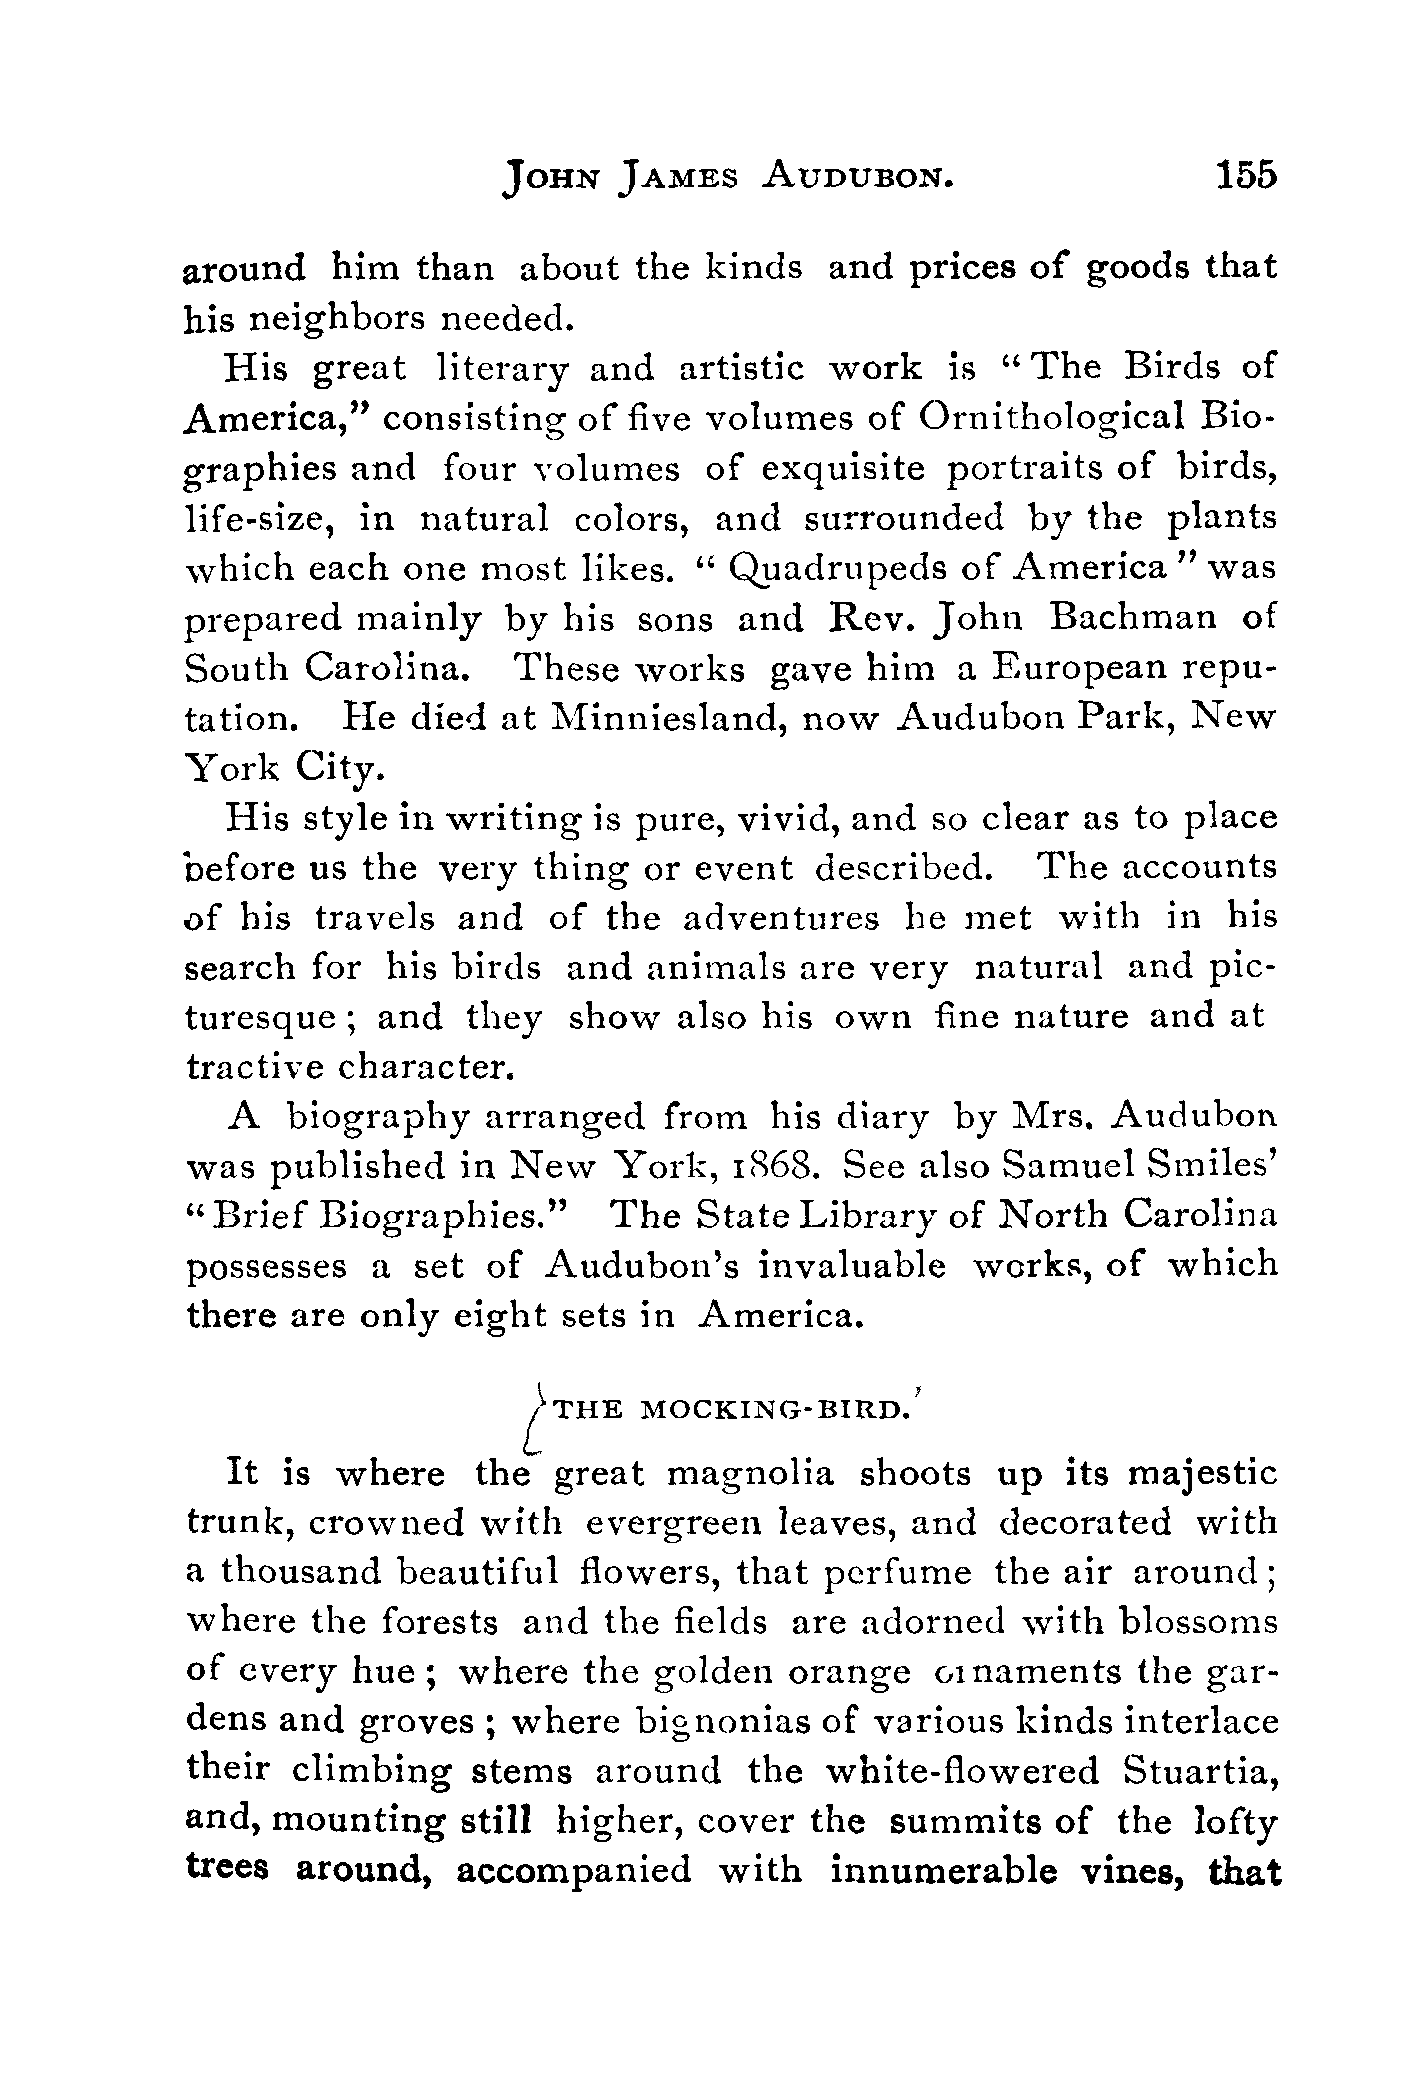 John James Audubon. 155
around him than about the kinds and prices of goods that
his neighbors needed.
His great literary and artistic work is “The Birds of
America,” consisting of five volumes of Ornithological Bio-
graphies and four volumes of exquisite portraits of birds,
life-size, in natural colors, and surrounded by the plants
which each one most likes. “Quadrupeds of America” was
prepared mainly by his sons and Rev. John Bachman of
South Carolina. These works gave him a European repu-
tation. He died at Minniesland, now Audubon Park, New
York City.
His style in writing is pure, vivid, and so clear as to place
before us the very thing or event described. The accounts
of his travels and of the adventures he met with in his
search for his birds and animals are very natural and pic-
turesque; and they show also his own fine nature and at
tractive character.
A biography arranged from his diary by Mrs. Audubon
was published in New York, 1868. See also Samuel Smiles’
“Brief Biographies.” The State Library of North Carolina
possesses a set of Audubon’s invaluable works, of which
there are only eight sets in America.
THE MOCKING-BIRD.
It is where the great magnolia shoots up its majestic
trunk, crowned with evergreen leaves, and decorated with
a thousand beautiful flowers, that perfume the air around;
where the forests and the fields are adorned with blossoms
of every hue; where the golden orange ornaments the gar-
dens and groves; where bignonias of various kinds interlace
their climbing stems around the white-flowered Stuartia,
and, mounting still higher, cover the summits of the lofty
trees around, accompanied with innumerable vines, that